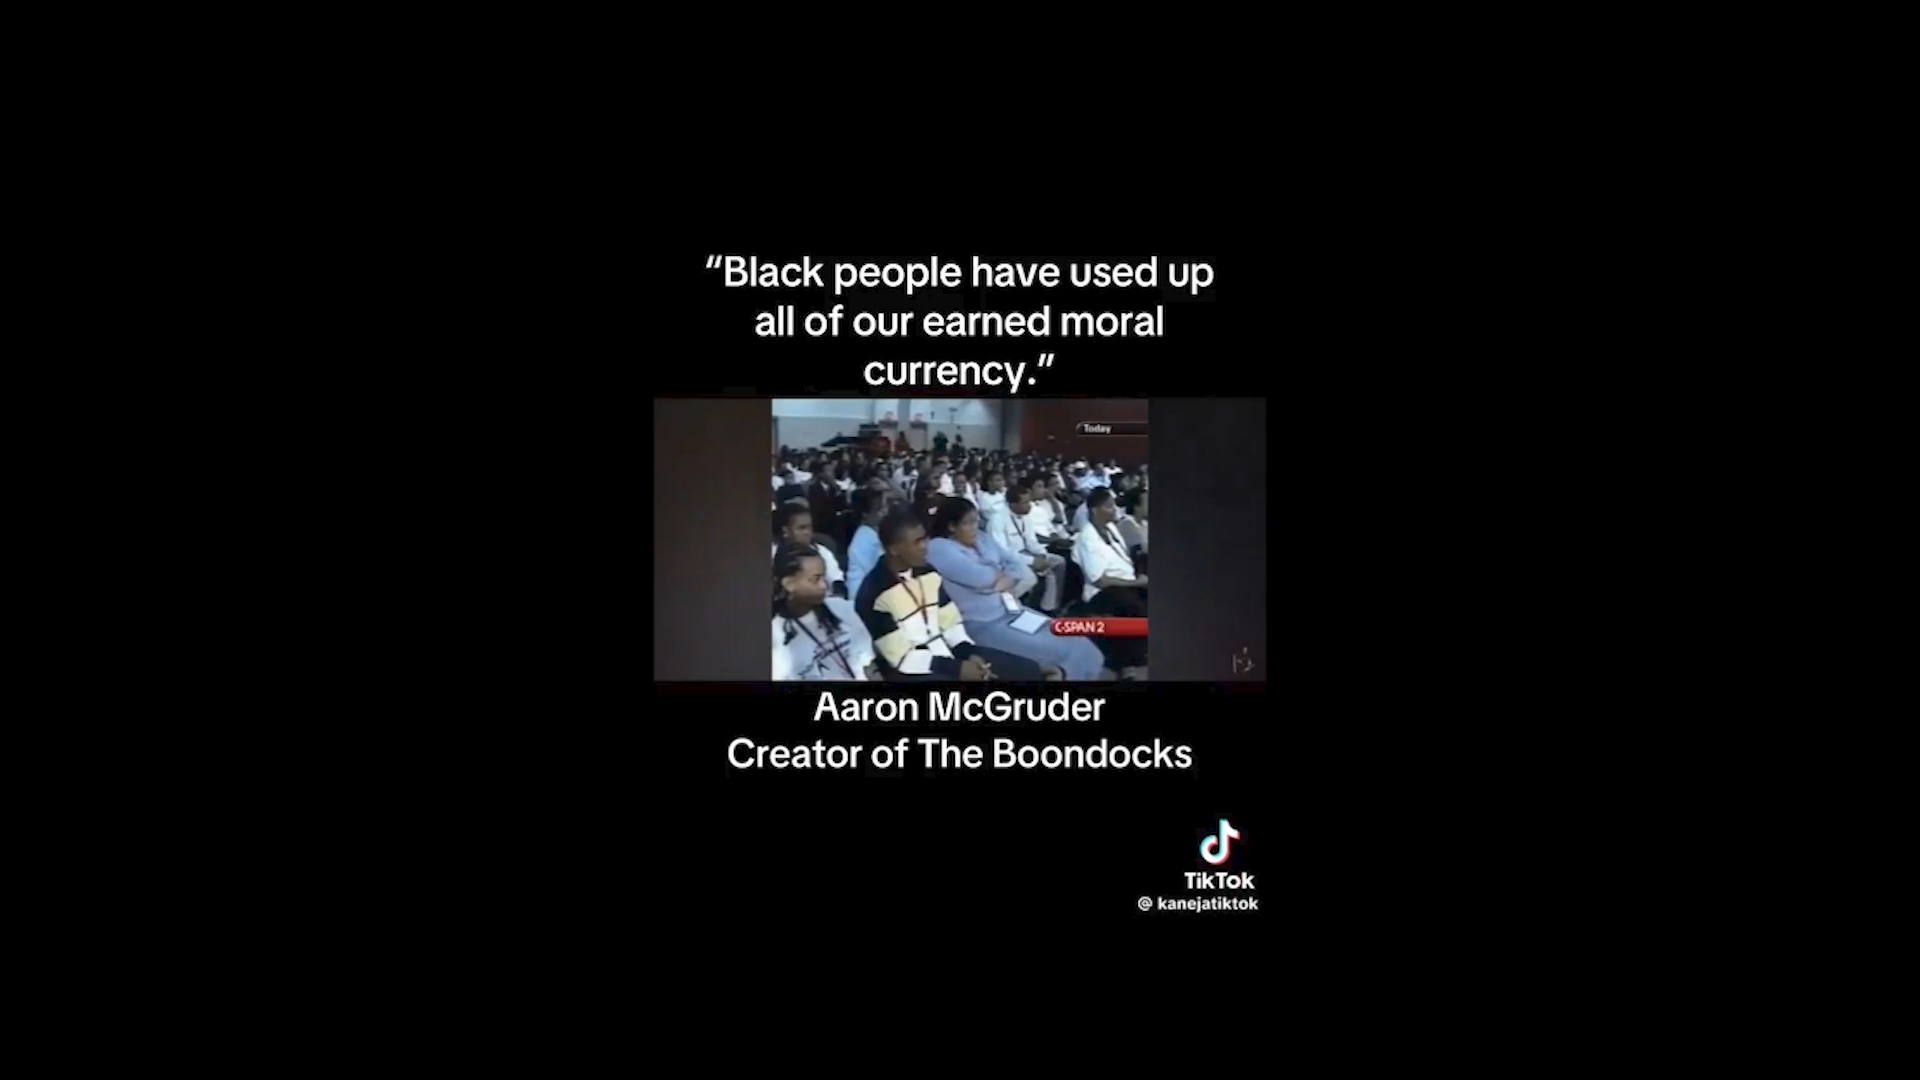 “Black people have used up
all of our earned moral
currency.”
Today
C-SPAN 2
Aaron McGruder
Creator of The Boondocks
TikTok
@ kanejatiktok